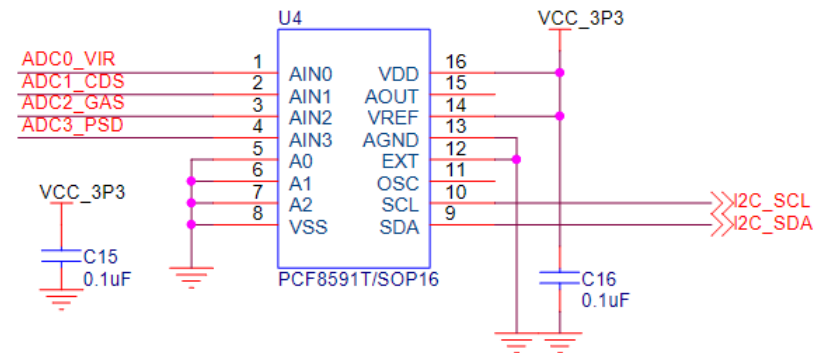 U4
VCC_3P3
ADC0_VIR 1 AIN0 VDD 16
ADC1_CDS 2 AIN1 AOUT 15
ADC2_GAS 3 AIN2 VREF 14
ADC3_PSD 4 AIN3 AGND 13
5 A0 EXT 12
6 A1 OSC 11
7 A2 SCL 10 I2C_SCL
8 VSS SDA 9 I2C_SDA
VCC_3P3
C15
0.1uF
PCF8591T/SOP16
C16
0.1uF